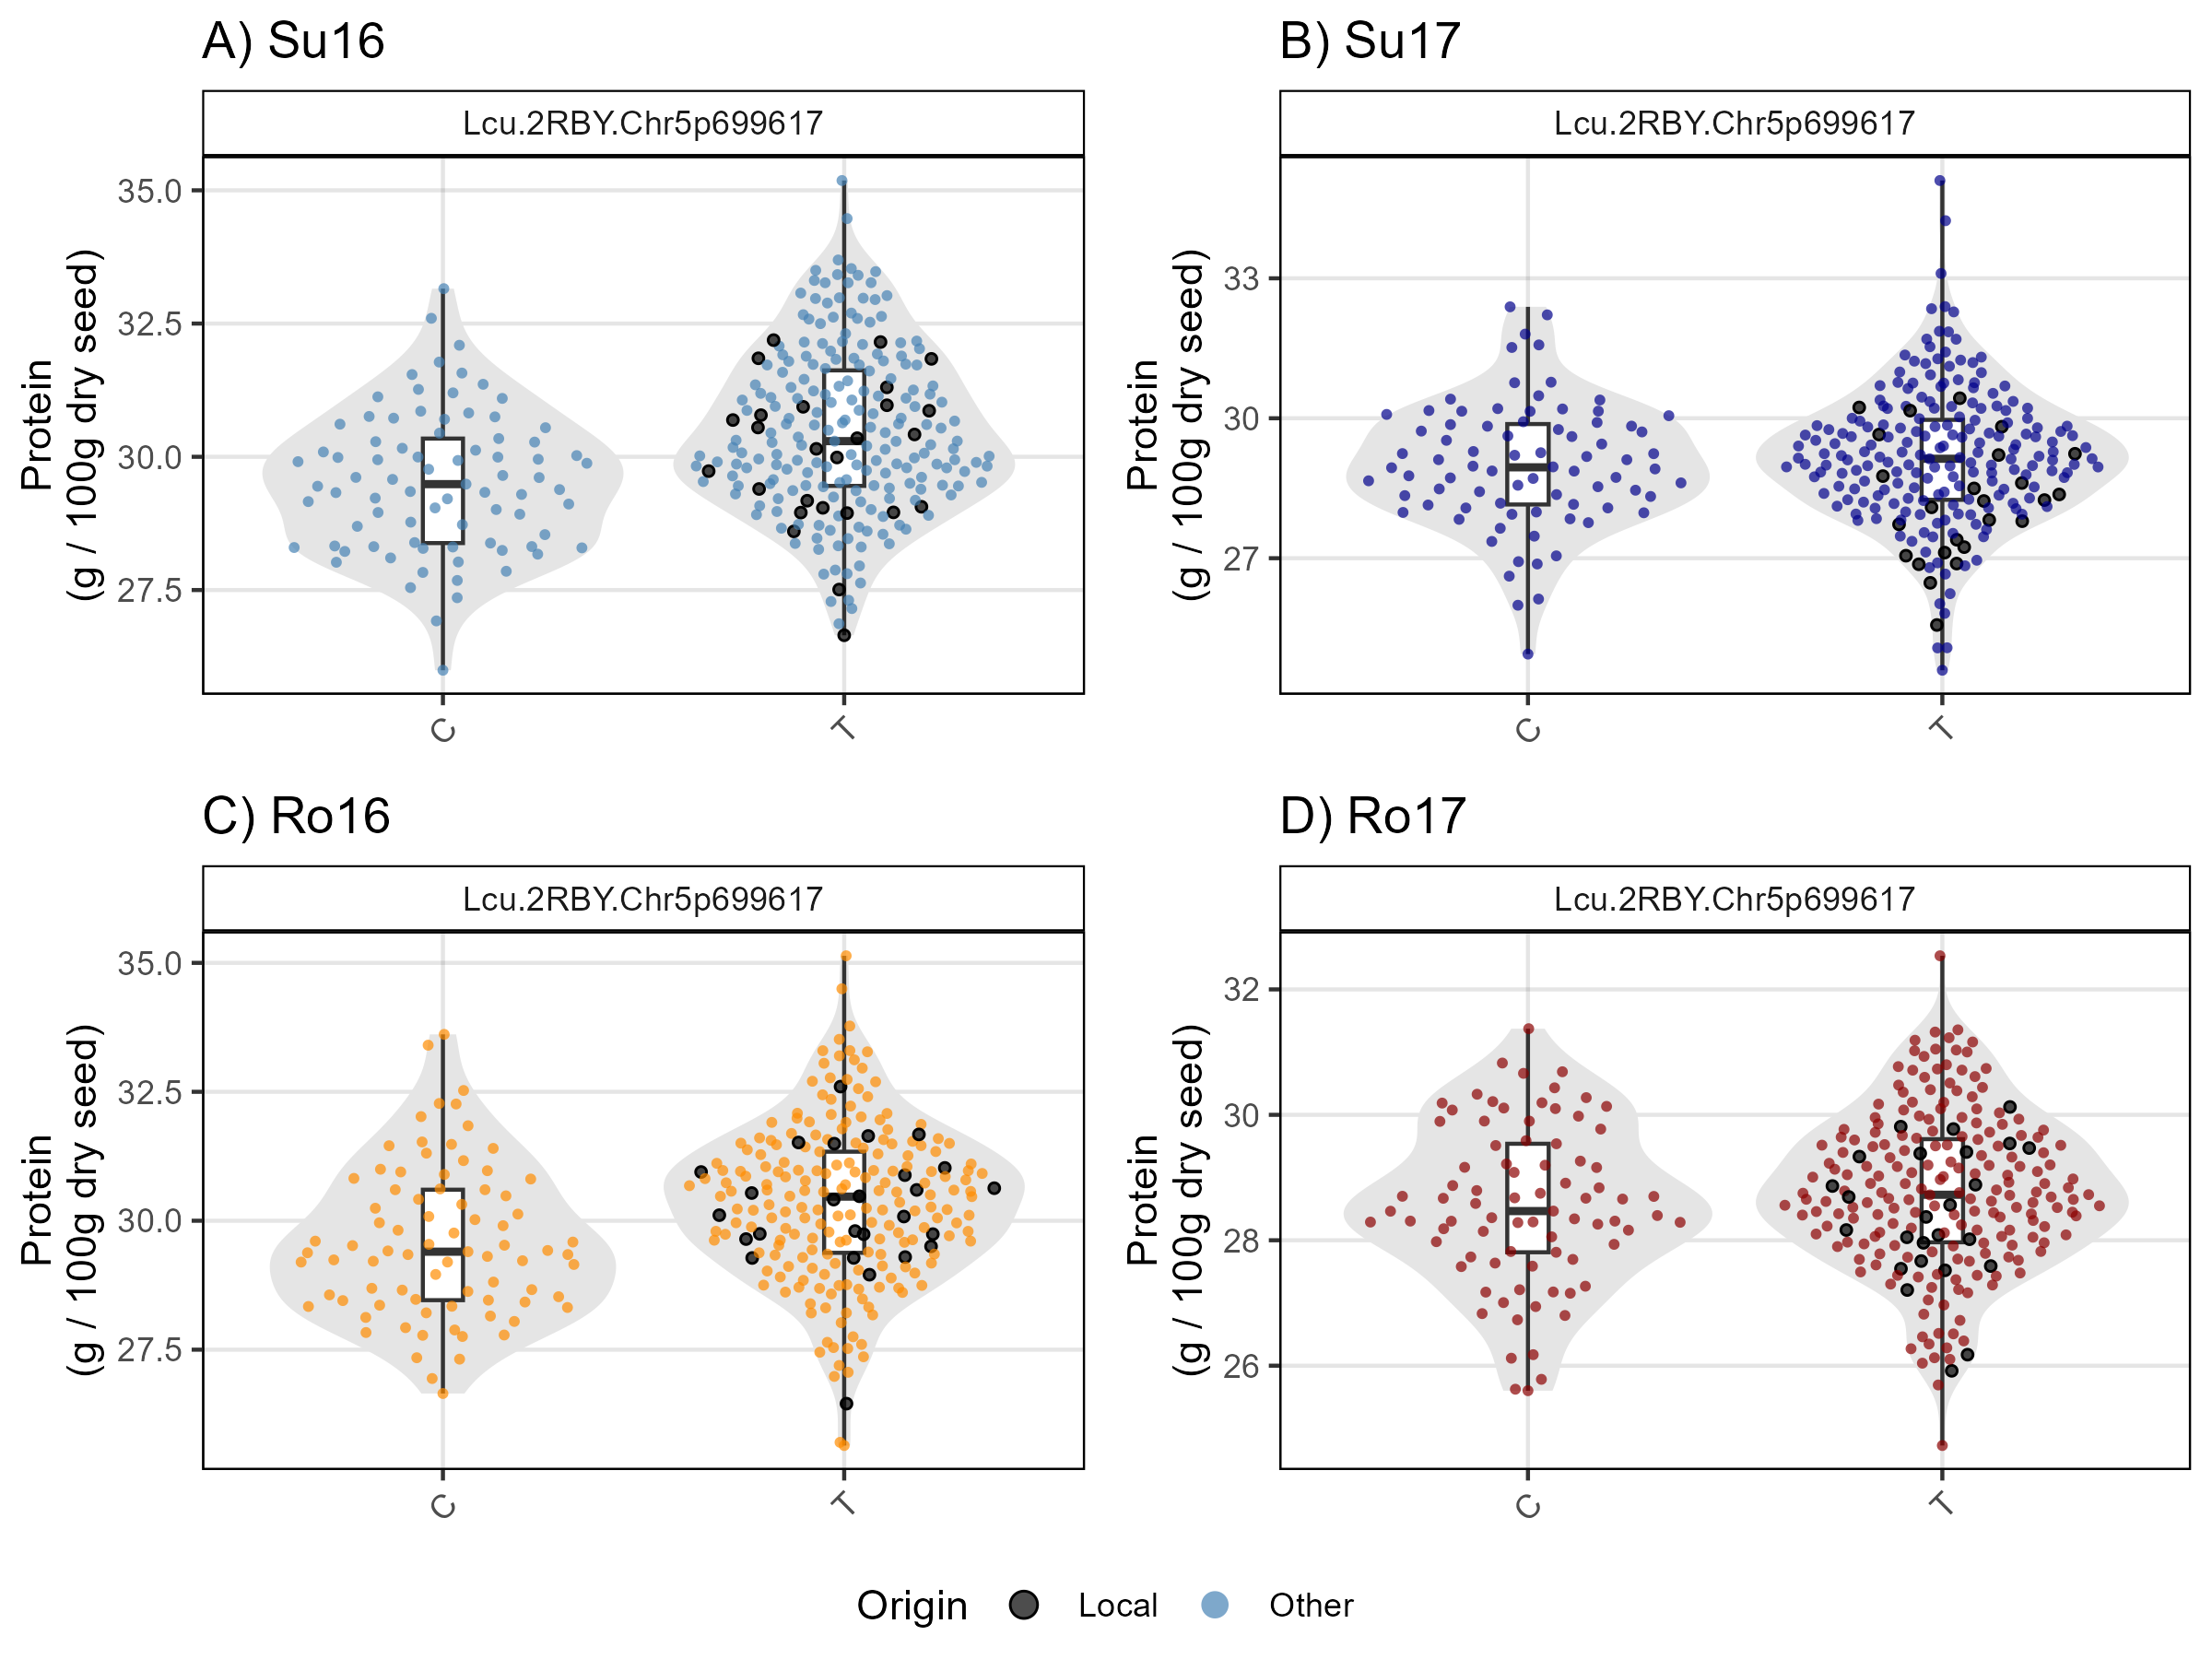 A) Su16
Lcu.2RBY.Chr5p699617
Protein
(g / 100g dry seed)
35.0
32.5
30.0
27.5
C
T
B) Su17
Lcu.2RBY.Chr5p699617
Protein
(g / 100g dry seed)
33
30
27
C
T
C) Ro16
Lcu.2RBY.Chr5p699617
Protein
(g / 100g dry seed)
35.0
32.5
30.0
27.5
C
T
D) Ro17
Lcu.2RBY.Chr5p699617
Protein
(g / 100g dry seed)
32
30
28
26
C
T
Origin Local Other